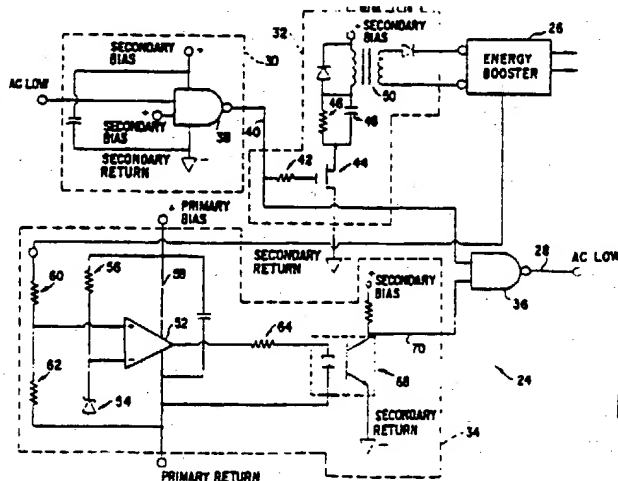 32
SECONDARY
BIAS
26
SECONDARY
BIAS
30
ENERGY
BOOSTER
AC LOW
50
SECONDARY
BIAS
38
40
46
48
SECONDARY
RETURN
42
44
+ PRIMARY
BIAS
SECONDARY
RETURN
60
56
58
SECONDARY
BIAS
28
AC LOW
36
52
64
62
70
54
68
24
SECONDARY
RETURN
34
PRIMARY RETURN